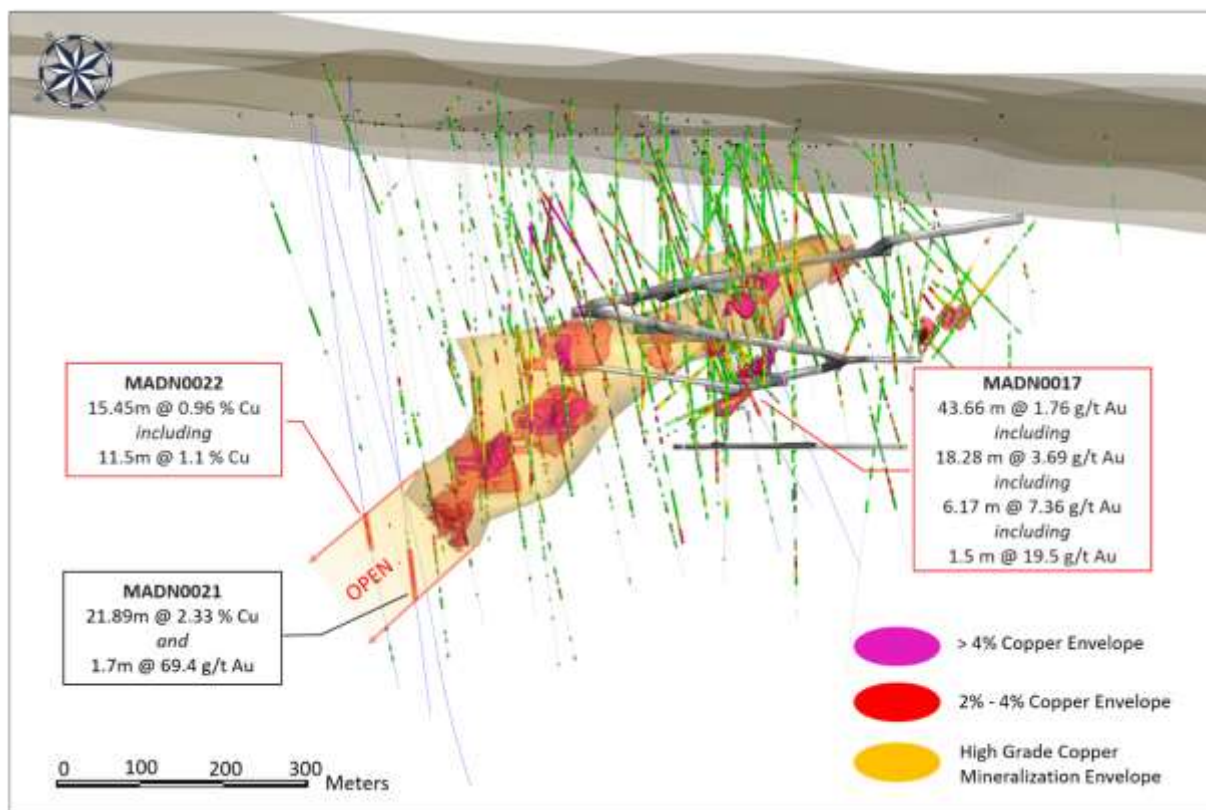 MADN0022
15.45m @ 0.96 % Cu
including
11.5m @ 1.1 % Cu
MADN0017
43.66 m @ 1.76 g/t Au
including
18.28 m @ 3.69 g/t Au
including
6.17 m @ 7.36 g/t Au
including
1.5 m @ 19.5 g/t Au
OPEN
MADN0021
21.89m @ 2.33 % Cu
and
1.7m @ 69.4 g/t Au
> 4% Copper Envelope
2% - 4% Copper Envelope
High Grade Copper
Mineralization Envelope
0 100 200 300
Meters